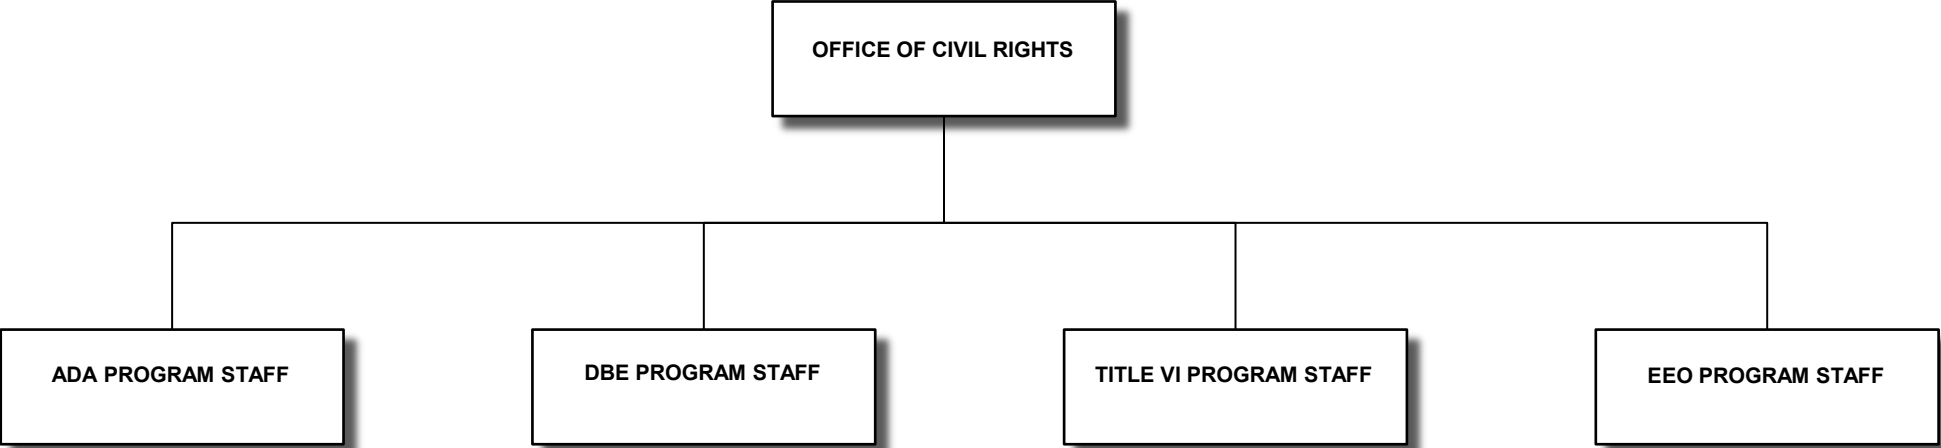 OFFICE OF CIVIL RIGHTS
ADA PROGRAM STAFF
DBE PROGRAM STAFF
TITLE VI PROGRAM STAFF
EEO PROGRAM STAFF